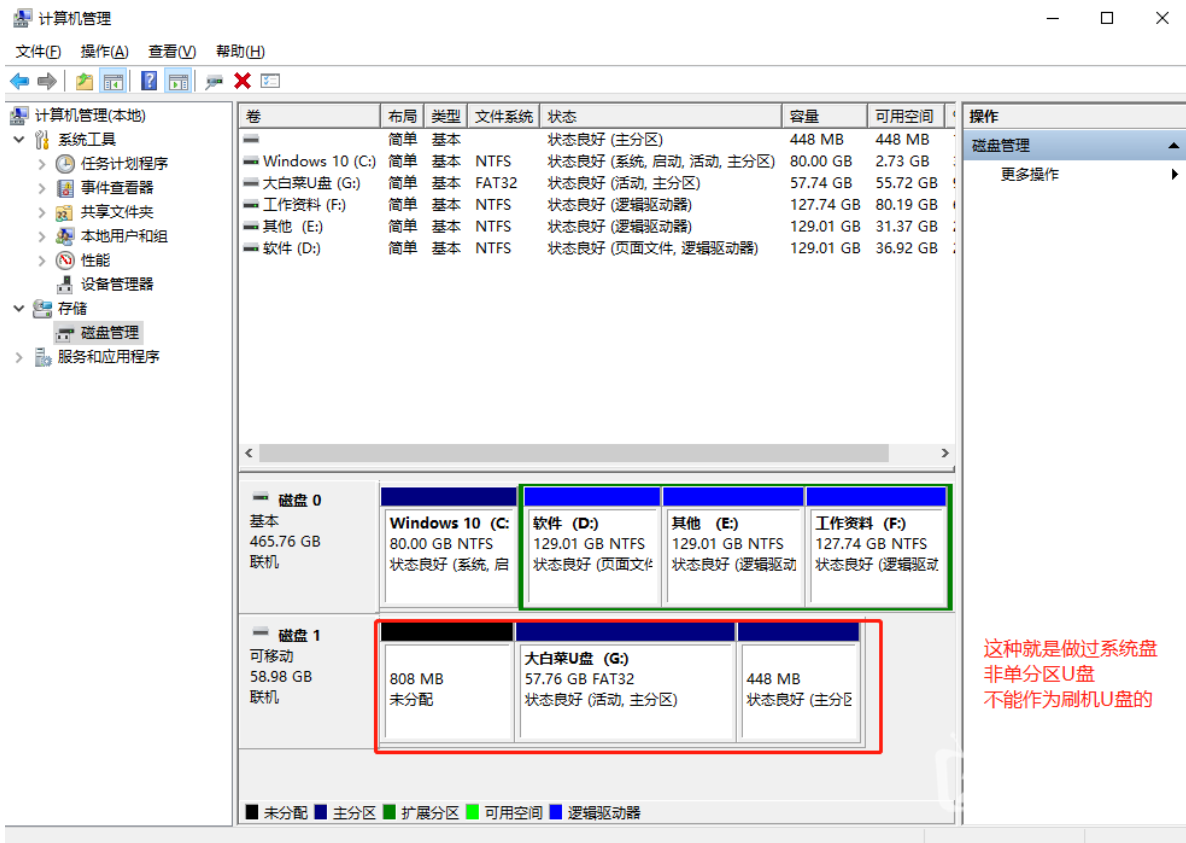 计算机管理
文件(F) 操作(A) 查看(V) 帮助(H)
计算机管理(本地)
系统工具
任务计划程序
事件查看器
共享文件夹
本地用户和组
性能
设备管理器
存储
磁盘管理
服务和应用程序
卷 布局 类型 文件系统 状态 容量 可用空间
简单 基本 状态良好 (主分区) 448 MB 448 MB
Windows 10 (C:) 简单 基本 NTFS 状态良好 (系统, 启动, 活动, 主分区) 80.00 GB 2.73 GB
大白菜U盘 (G:) 简单 基本 FAT32 状态良好 (活动, 主分区) 57.74 GB 55.72 GB
工作资料 (F:) 简单 基本 NTFS 状态良好 (逻辑驱动器) 127.74 GB 80.19 GB
其他 (E:) 简单 基本 NTFS 状态良好 (逻辑驱动器) 129.01 GB 31.37 GB
软件 (D:) 简单 基本 NTFS 状态良好 (页面文件, 逻辑驱动器) 129.01 GB 36.92 GB
操作
磁盘管理
更多操作
磁盘 0
基本
465.76 GB
联机
Windows 10 (C:
80.00 GB NTFS
状态良好 (系统, 启
软件 (D:)
129.01 GB NTFS
状态良好 (页面文件
其他 (E:)
129.01 GB NTFS
状态良好 (逻辑驱动
工作资料 (F:)
127.74 GB NTFS
状态良好 (逻辑驱动
磁盘 1
可移动
58.98 GB
联机
808 MB
未分配
大白菜U盘 (G:)
57.76 GB FAT32
状态良好 (活动, 主分区)
448 MB
状态良好 (主分区
这种就是做过系统盘
非单分区U盘
不能作为刷机U盘的
未分配 主分区 扩展分区 可用空间 逻辑驱动器